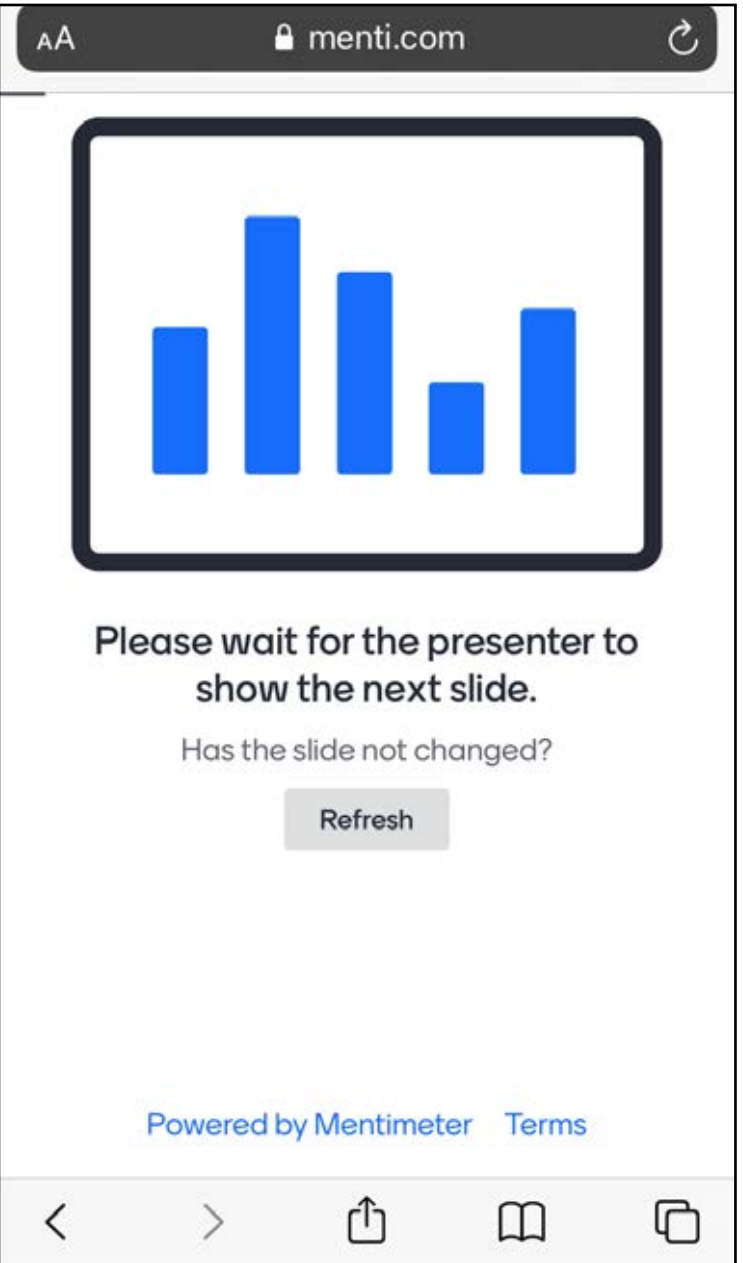 AA menti.com
Please wait for the presenter to
show the next slide.
Has the slide not changed?
Refresh
Powered by Mentimeter Terms